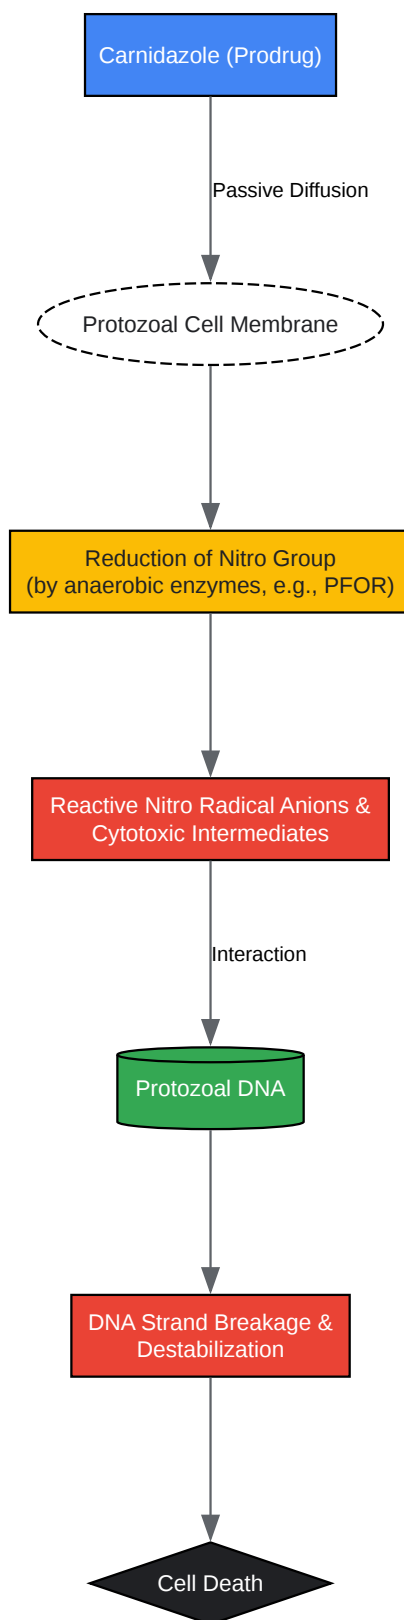 Carnidazole (Prodrug)
Passive Diffusion
Protozoal Cell Membrane
Reduction of Nitro Group
(by anaerobic enzymes, e.g., PFOR)
Reactive Nitro Radical Anions &
Cytotoxic Intermediates
Interaction
Protozoal DNA
DNA Strand Breakage &
Destabilization
Cell Death